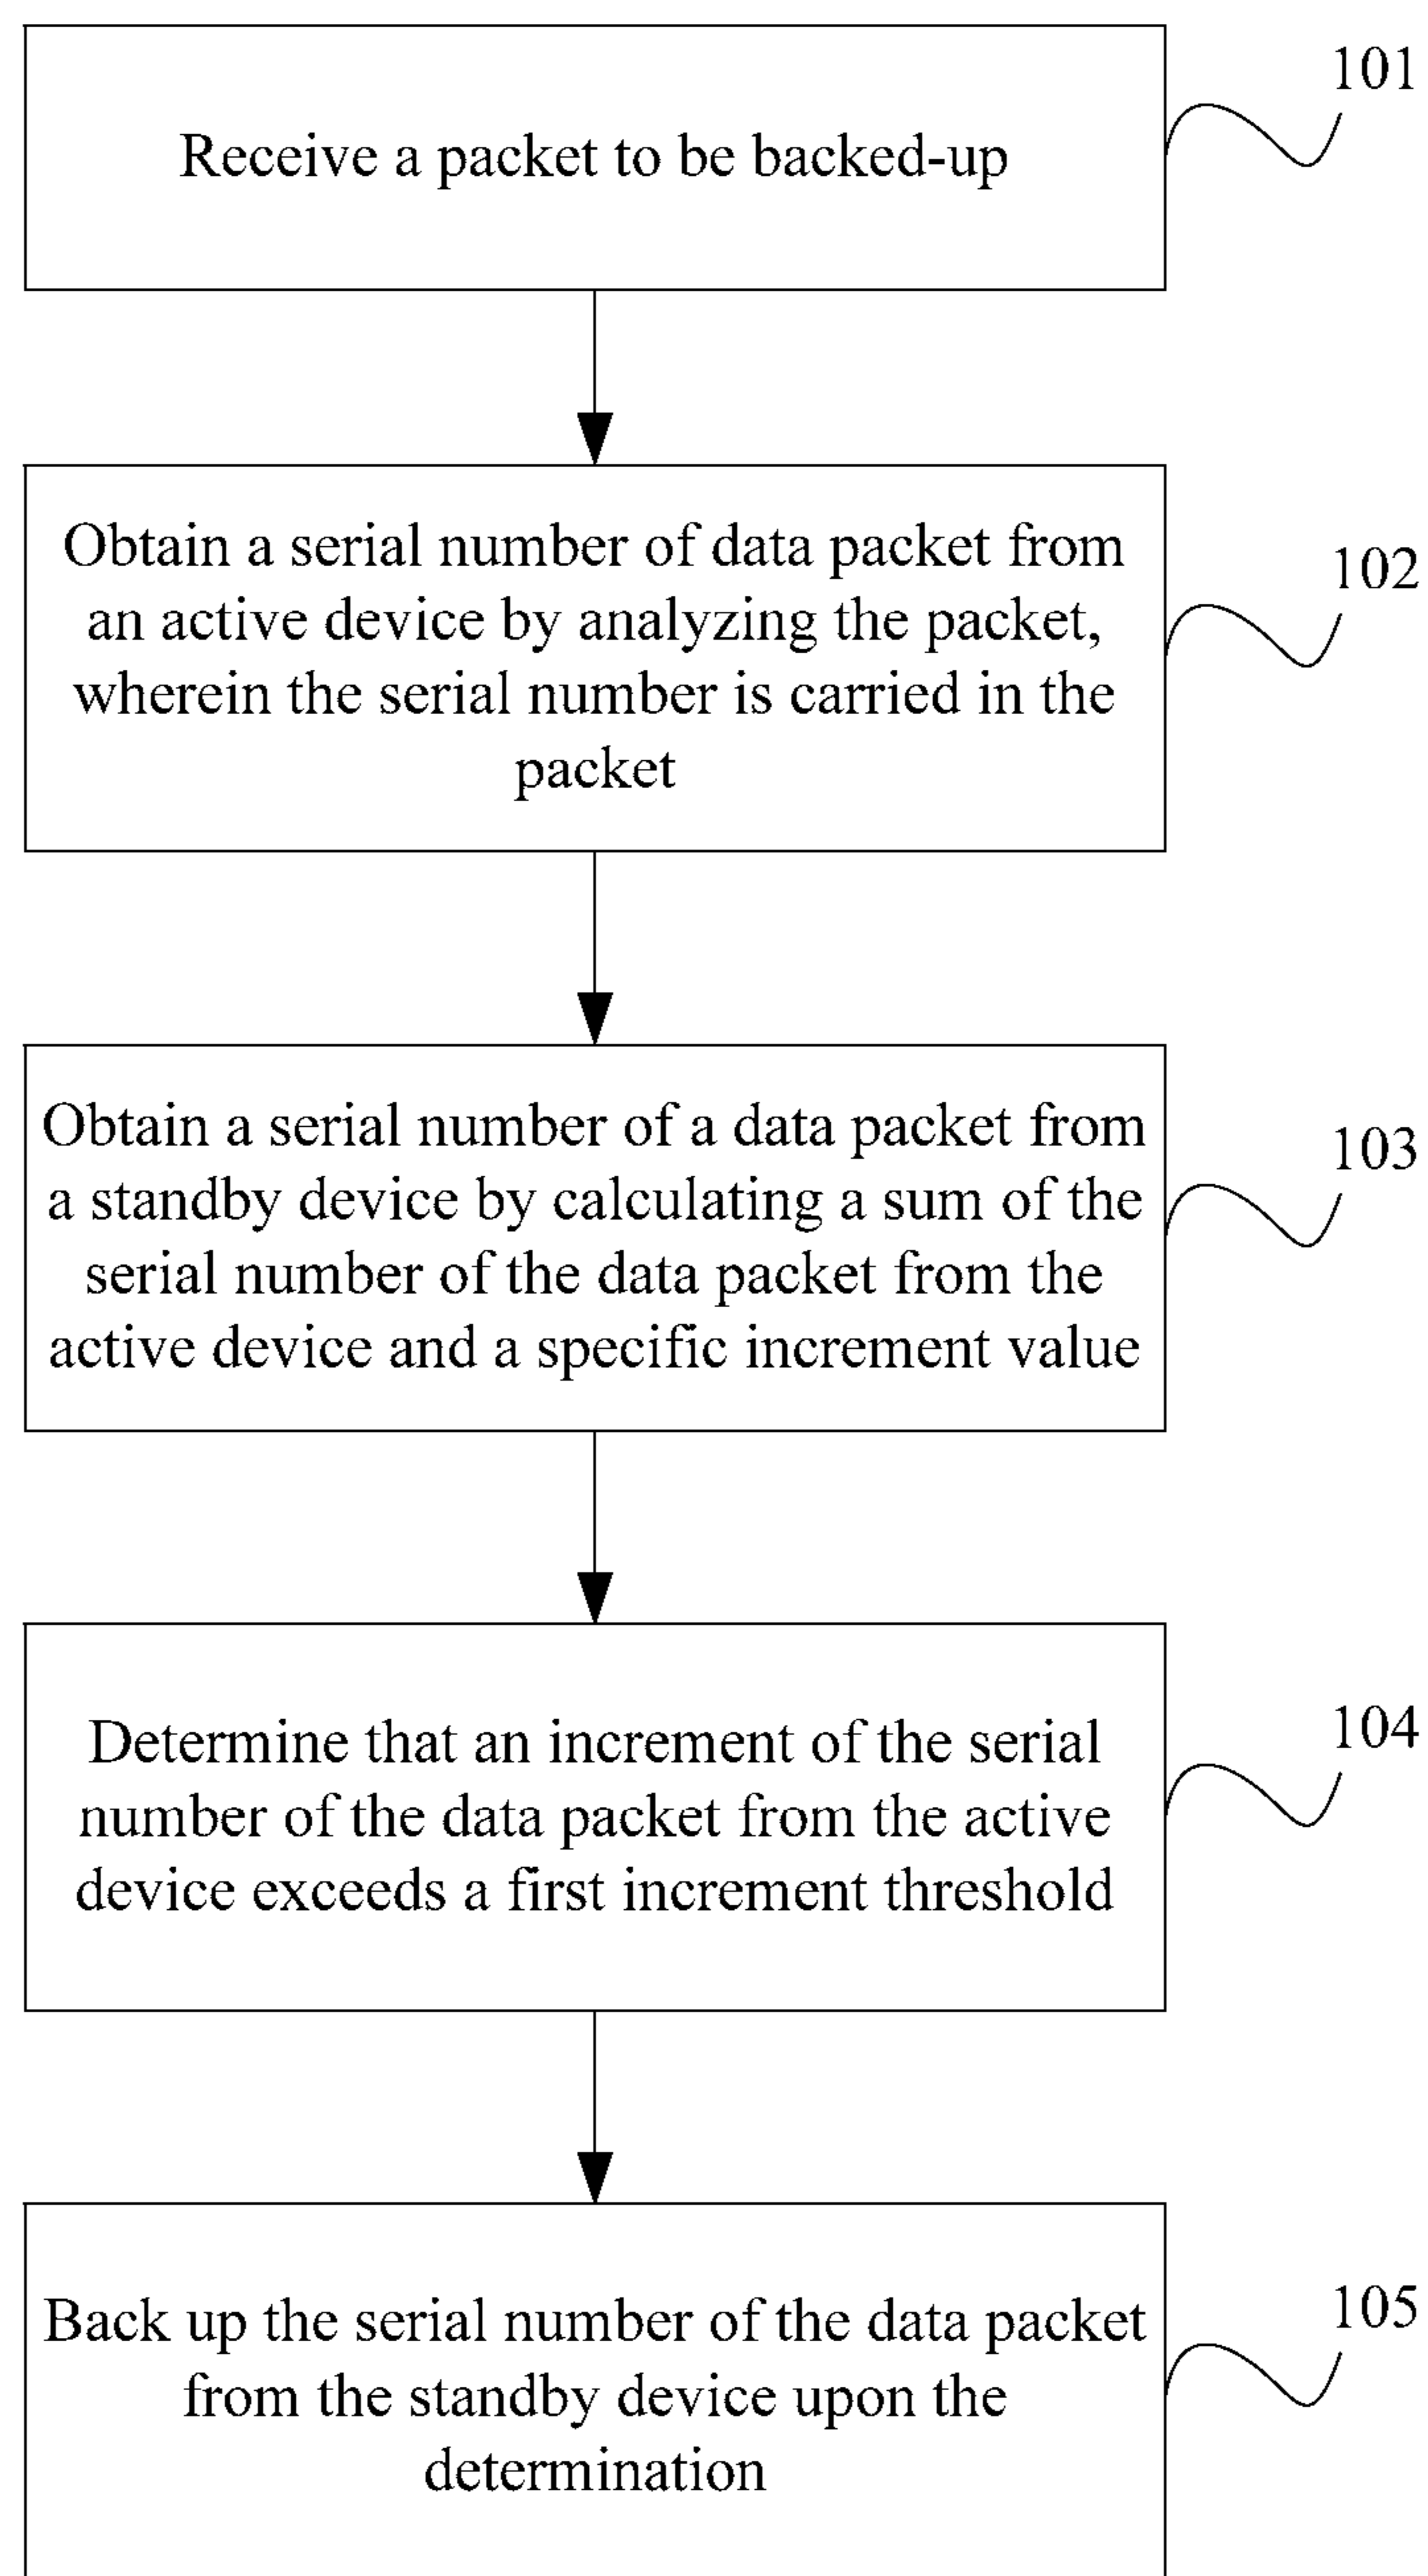 101
Receive a packet to be backed-up
102
Obtain a serial number of data packet from
an active device by analyzing the packet,
wherein the serial number is carried in the
packet
103
Obtain a serial number of a data packet from
a standby device by calculating a sum of the
serial number of the data packet from the
active device and a specific increment value
104
Determine that an increment of the serial
number of the data packet from the active
device exceeds a first increment threshold
105
Back up the serial number of the data packet
from the standby device upon the
determination